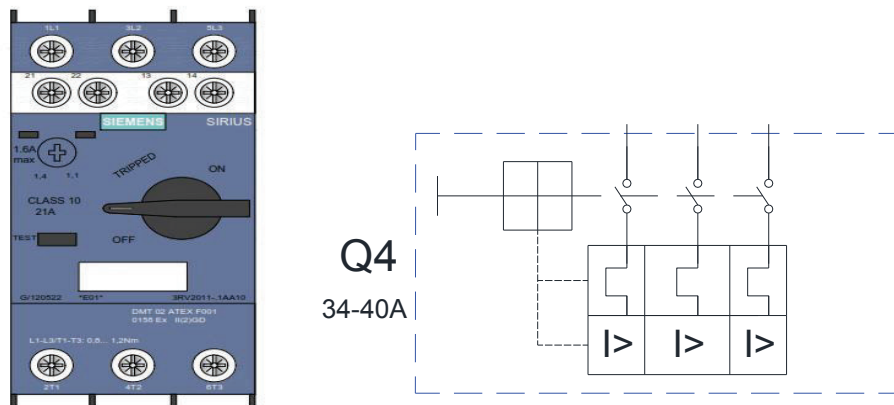 1L1 3L2 5L3
21 22 13 14
SIEMENS SIRIUS
1.6A
max
1,4 1,1
TRIPPED
ON
CLASS 10
21A
TEST
OFF
G/120522 *E01* 3RV2011-.1AA10
DMT 02 ATEX F001
0158 Ex II(2)GD
L1-L3/T1-T3: 0,8... 1,2Nm
2T1 4T2 6T3
Q4
34-40A
I> I> I>